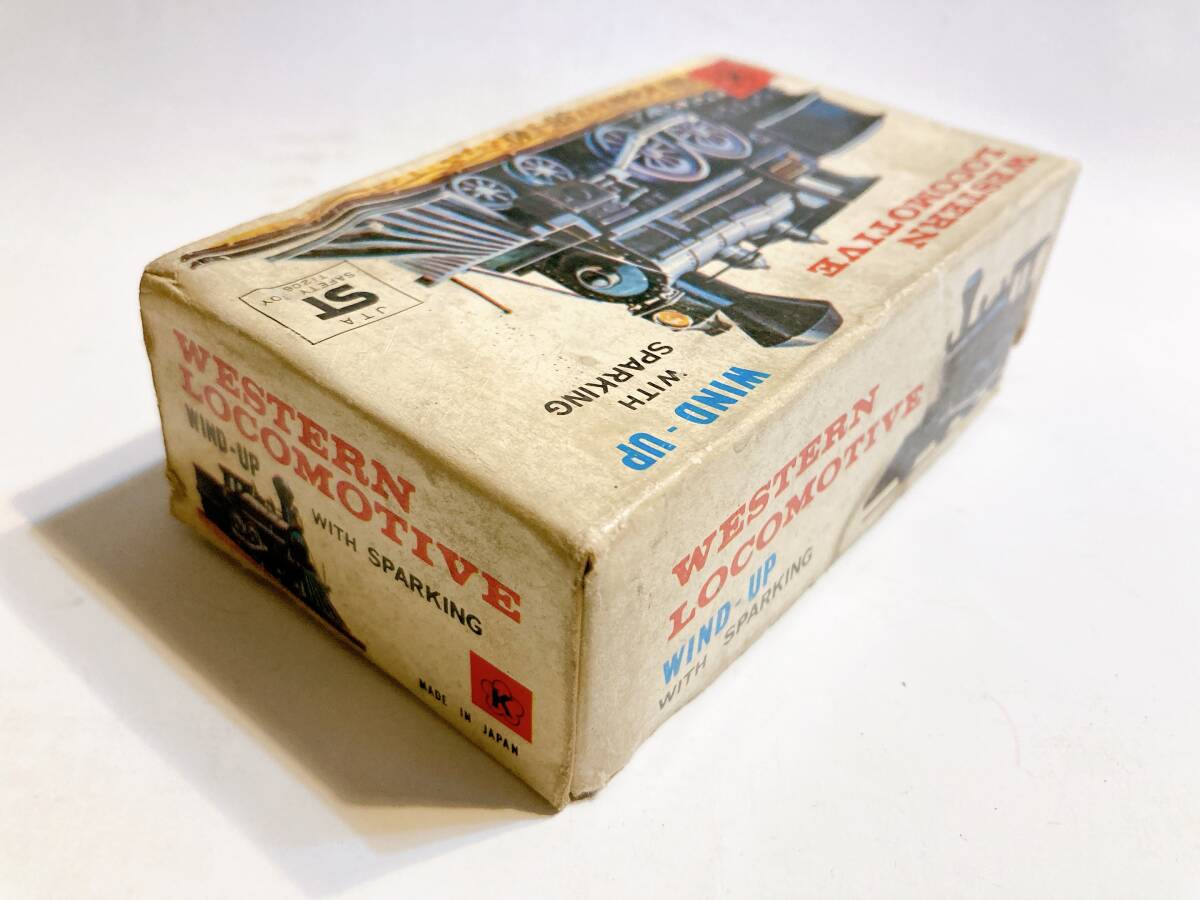 WESTERN
LOCOMOTIVE
WIND-UP
WITH
SPARKING
JTA
ST
SAFETY TOY
WESTERN
LOCOMOTIVE
WIND-UP
WITH SPARKING
K
MADE IN JAPAN
WESTERN
LOCOMOTIVE
WIND-UP
WITH SPARKING